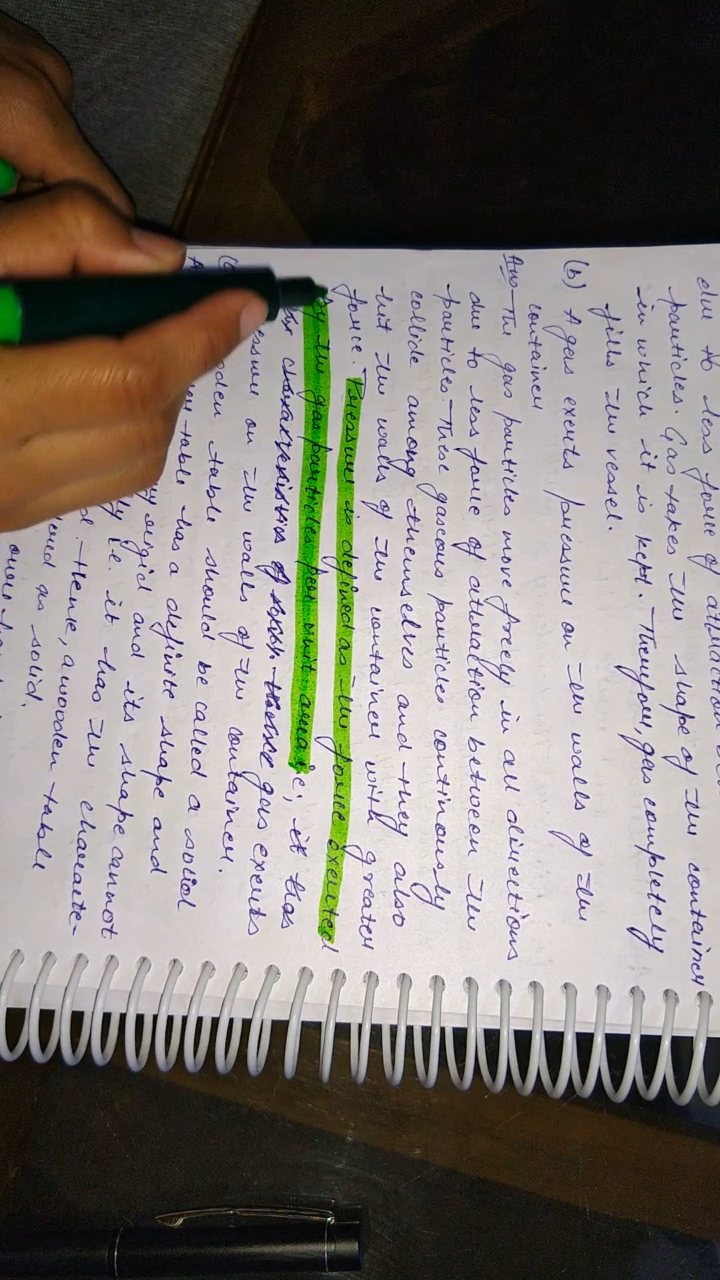 due to less force of attraction
particles. Gas takes the shape of the container
in which it is kept. Therefore, gas completely
fills the vessel.
(b) A gas exerts pressure on the walls of the
container
Ans- The gas particles move freely in all directions
due to less force of attraction between the
particles. These gaseous particles continously
collide among themselves and they also
hit the walls of the container with greater
force. Pressure is defined as the force exerted
by the gas particles per unit area
characteristics of gas exerts
pressure on the walls of the container.
wooden table should be called a solid
table has a definite shape and
rigid and its shape cannot
i.e. it has the characte-
Hence, a wooden table
as solid.